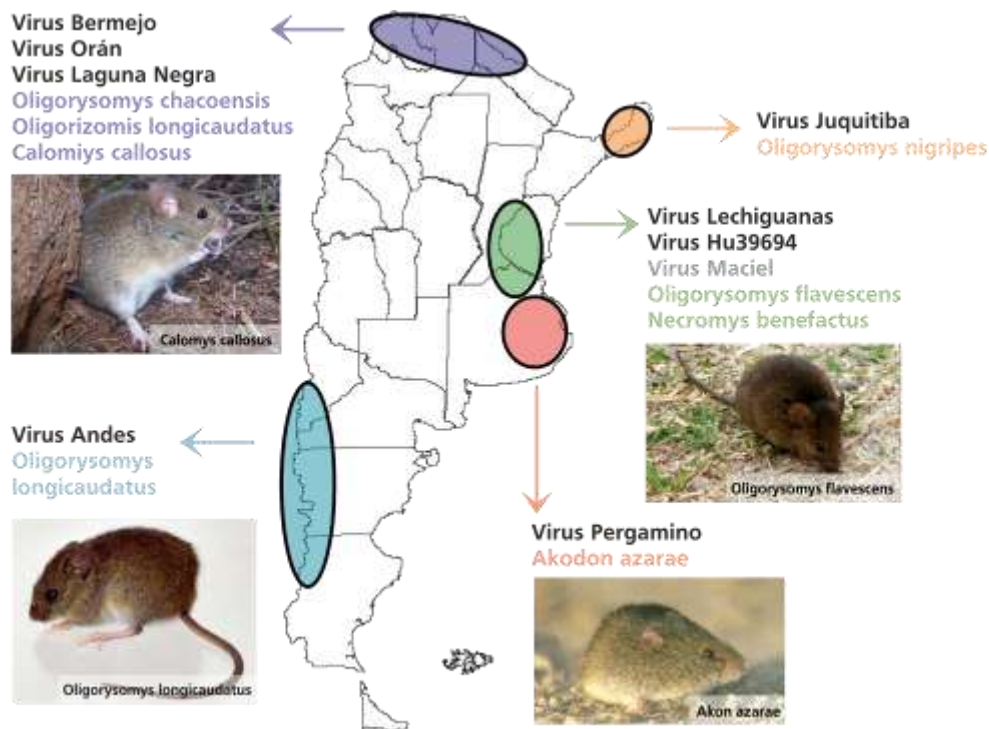 Virus Bermejo
Virus Orán
Virus Laguna Negra
Oligorysomys chacoensis
Oligorizomis longicaudatus
Calomiys callosus
Calomys callosus
Virus Juquitiba
Oligorysomys nigripes
Virus Lechiguanas
Virus Hu39694
Virus Maciel
Oligorysomys flavescens
Necromys benefactus
Oligorysomys flavescens
Virus Andes
Oligorysomys
longicaudatus
Oligorysomys longicaudatus
Virus Pergamino
Akodon azarae
Akon azarae